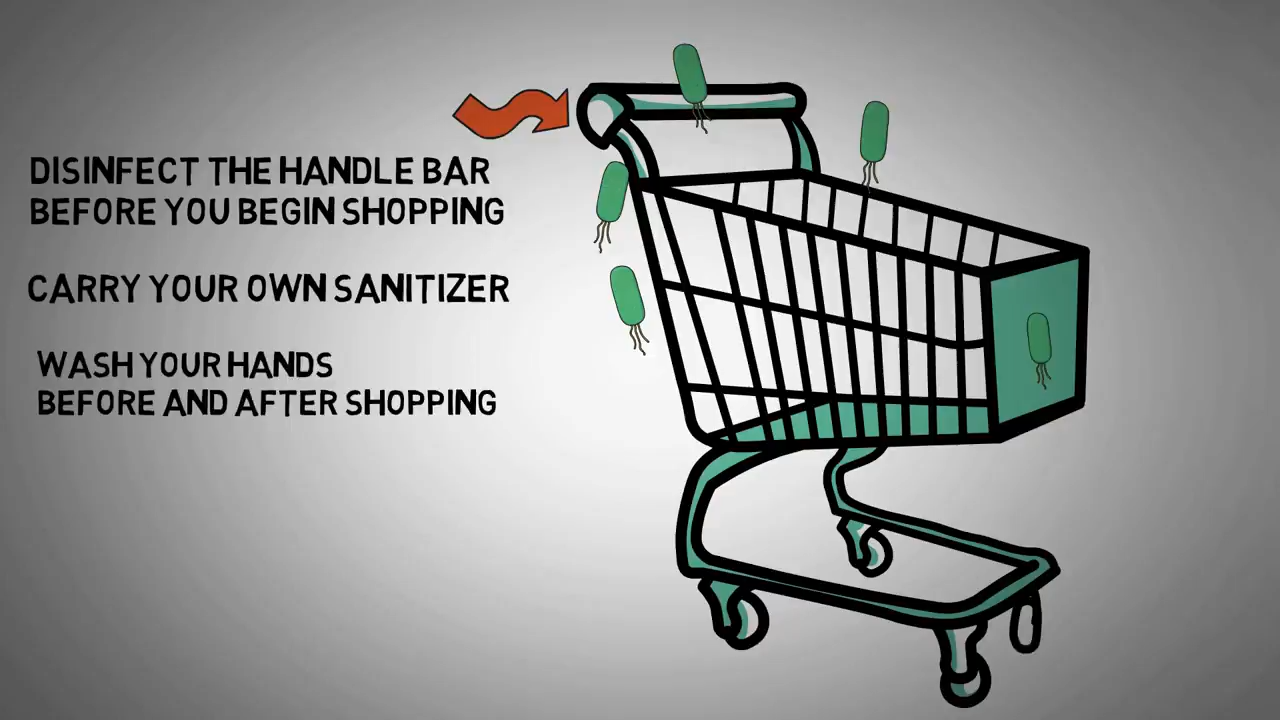 DISINFECT THE HANDLE BAR
BEFORE YOU BEGIN SHOPPING
CARRY YOUR OWN SANITIZER
WASH YOUR HANDS
BEFORE AND AFTER SHOPPING